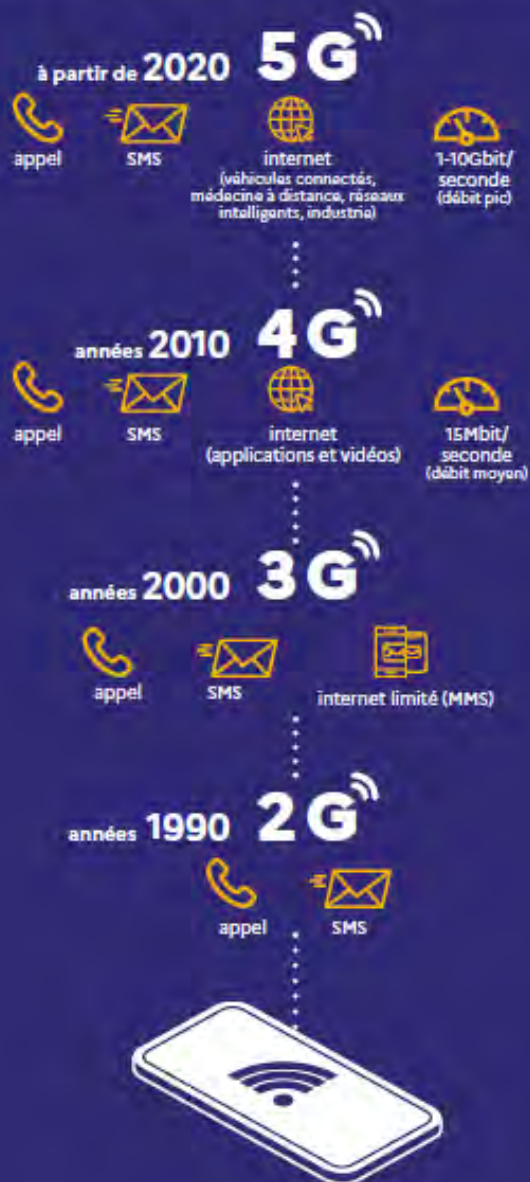 à partir de 2020 5G
appel
SMS
internet
(véhicules connectés,
médecine à distance, réseaux
intelligents, industrie)
1-10Gbit/
seconde
(débit pic)
années 2010 4G
appel
SMS
internet
(applications et vidéos)
15Mbit/
seconde
(débit moyen)
années 2000 3G
appel
SMS
internet limité (MMS)
années 1990 2G
appel
SMS